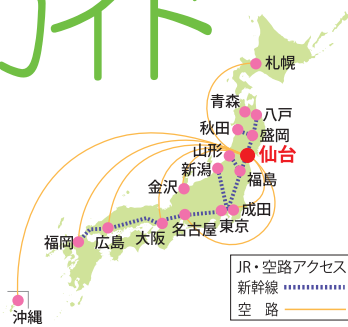 ガイド
札幌
青森
八戸
秋田
盛岡
山形
仙台
新潟
福島
金沢
成田
東京
名古屋
大阪
広島
福岡
沖縄
JR・空路アクセス
新幹線
空 路